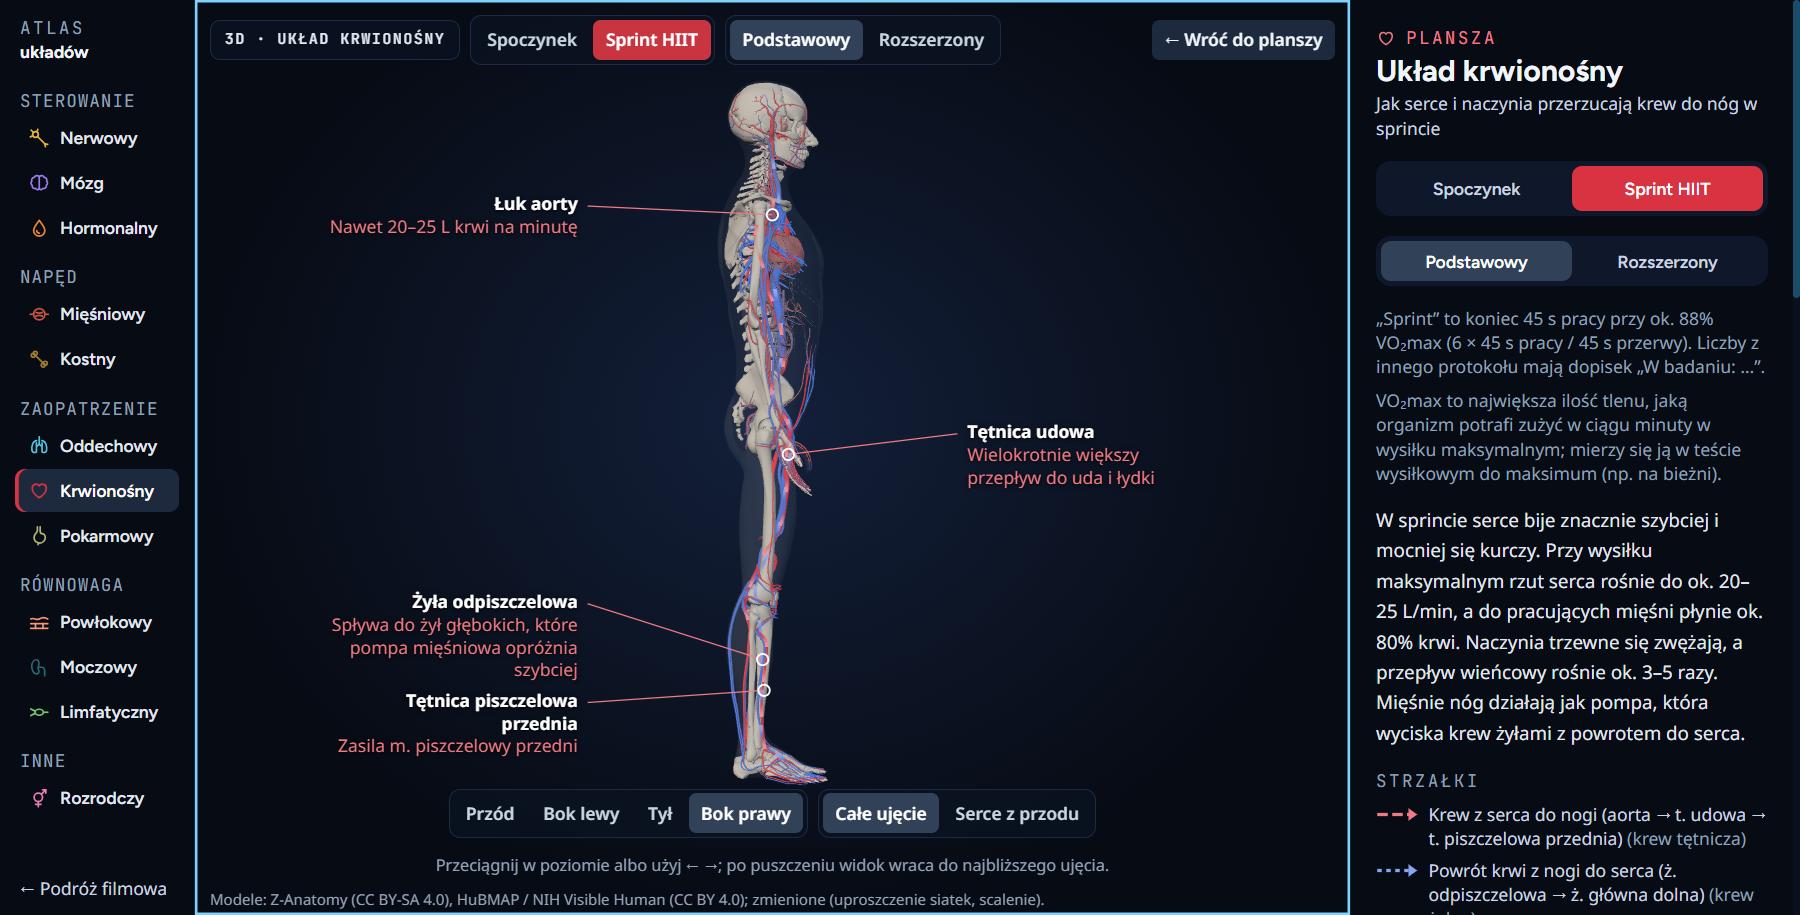 ATLAS
układów
STEROWANIE
Nerwowy
Mózg
Hormonalny
NAPĘD
Mięśniowy
Kostny
ZAOPATRZENIE
Oddechowy
Krwionośny
Pokarmowy
RÓWNOWAGA
Powłokowy
Moczowy
Limfatyczny
INNE
Rozrodczy
← Podróż filmowa
3D · UKŁAD KRWIONOŚNY
Spoczynek Sprint HIIT
Podstawowy Rozszerzony
← Wróć do planszy
Łuk aorty
Nawet 20–25 L krwi na minutę
Tętnica udowa
Wielokrotnie większy
przepływ do uda i łydki
Żyła odpiszczelowa
Spływa do żył głębokich, które
pompa mięśniowa opróżnia
szybciej
Tętnica piszczelowa
przednia
Zasila m. piszczelowy przedni
Przód Bok lewy Tył Bok prawy
Całe ujęcie Serce z przodu
Przeciągnij w poziomie albo użyj ← →; po puszczeniu widok wraca do najbliższego ujęcia.
Modele: Z-Anatomy (CC BY-SA 4.0), HuBMAP / NIH Visible Human (CC BY 4.0); zmienione (uproszczenie siatek, scalenie).
PLANSZA
Układ krwionośny
Jak serce i naczynia przerzucają krew do nóg w
sprincie
Spoczynek Sprint HIIT
Podstawowy Rozszerzony
„Sprint” to koniec 45 s pracy przy ok. 88%
VO₂max (6 × 45 s pracy / 45 s przerwy). Liczby z
innego protokołu mają dopisek „W badaniu: …”.
VO₂max to największa ilość tlenu, jaką
organizm potrafi zużyć w ciągu minuty w
wysiłku maksymalnym; mierzy się ją w teście
wysiłkowym do maksimum (np. na bieżni).
W sprincie serce bije znacznie szybciej i
mocniej się kurczy. Przy wysiłku
maksymalnym rzut serca rośnie do ok. 20–
25 L/min, a do pracujących mięśni płynie ok.
80% krwi. Naczynia trzewne się zwężają, a
przepływ wieńcowy rośnie ok. 3–5 razy.
Mięśnie nóg działają jak pompa, która
wyciska krew żyłami z powrotem do serca.
STRZAŁKI
Krew z serca do nogi (aorta → t. udowa →
t. piszczelowa przednia) (krew tętnicza)
Powrót krwi z nogi do serca (ż.
odpiszczelowa → ż. główna dolna) (krew